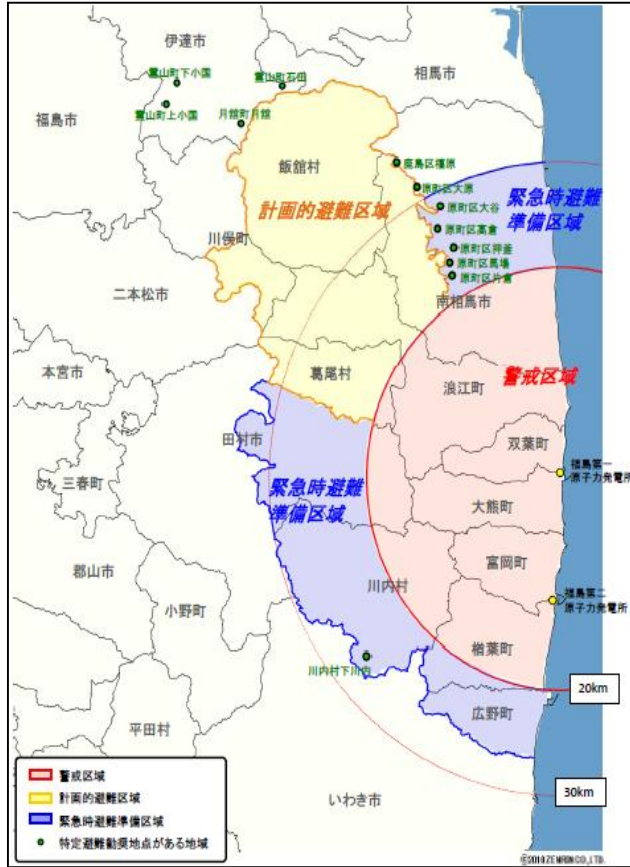 伊達市
相馬市
霊山町下小国
霊山町石田
霊山町上小国
月舘町月舘
福島市
飯舘村
鹿島区橲原
原町区大原
緊急時避難
準備区域
計画的避難区域
原町区大谷
原町区高倉
川俣町
原町区押釜
原町区馬場
原町区片倉
二本松市
南相馬市
本宮市
葛尾村
警戒区域
浪江町
田村市
双葉町
福島第一
原子力発電所
三春町
緊急時避難
準備区域
大熊町
富岡町
郡山市
川内村
小野町
福島第二
原子力発電所
楢葉町
川内村下川内
20km
広野町
平田村
警戒区域
計画的避難区域
緊急時避難準備区域
特定避難勧奨地点がある地域
いわき市
30km
©2010 ZENRIN CO., LTD.